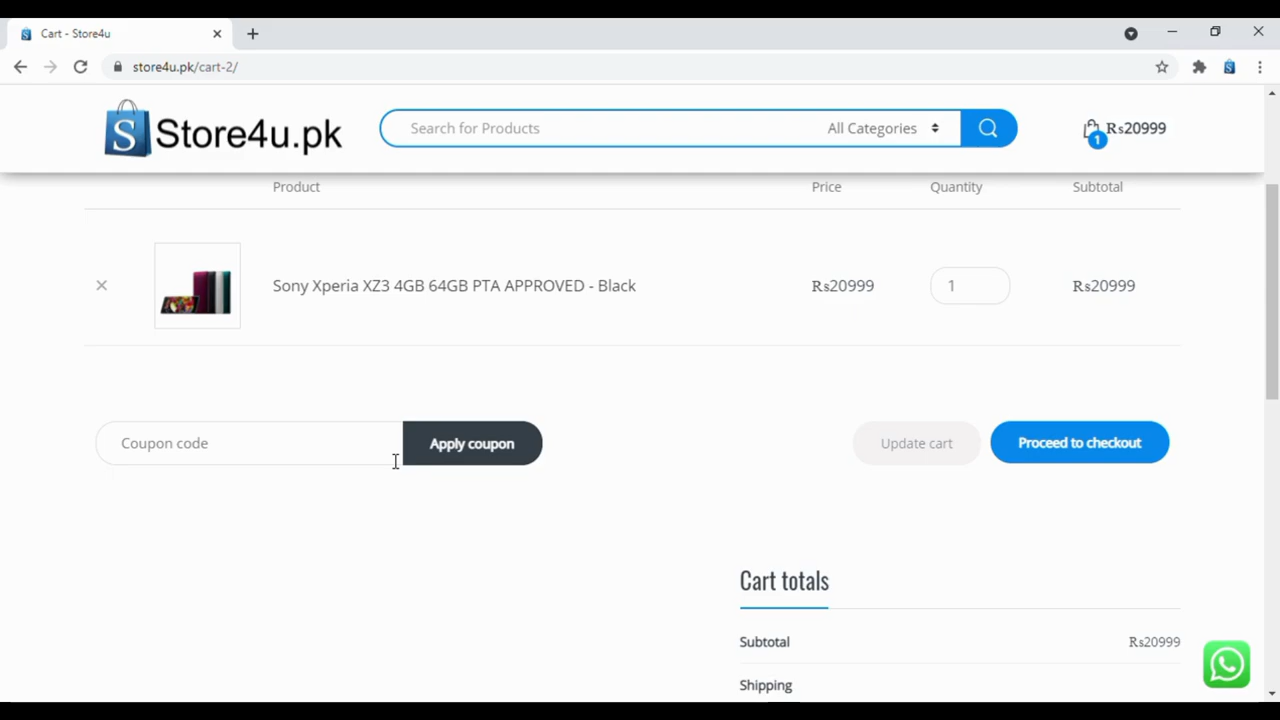 Cart - Store4u
store4u.pk/cart-2/
S Store4u.pk
Search for Products
All Categories
1
₨20999
Product Price Quantity Subtotal
Sony Xperia XZ3 4GB 64GB PTA APPROVED - Black ₨20999 1 ₨20999
Coupon code Apply coupon Update cart Proceed to checkout
Cart totals
Subtotal ₨20999
Shipping